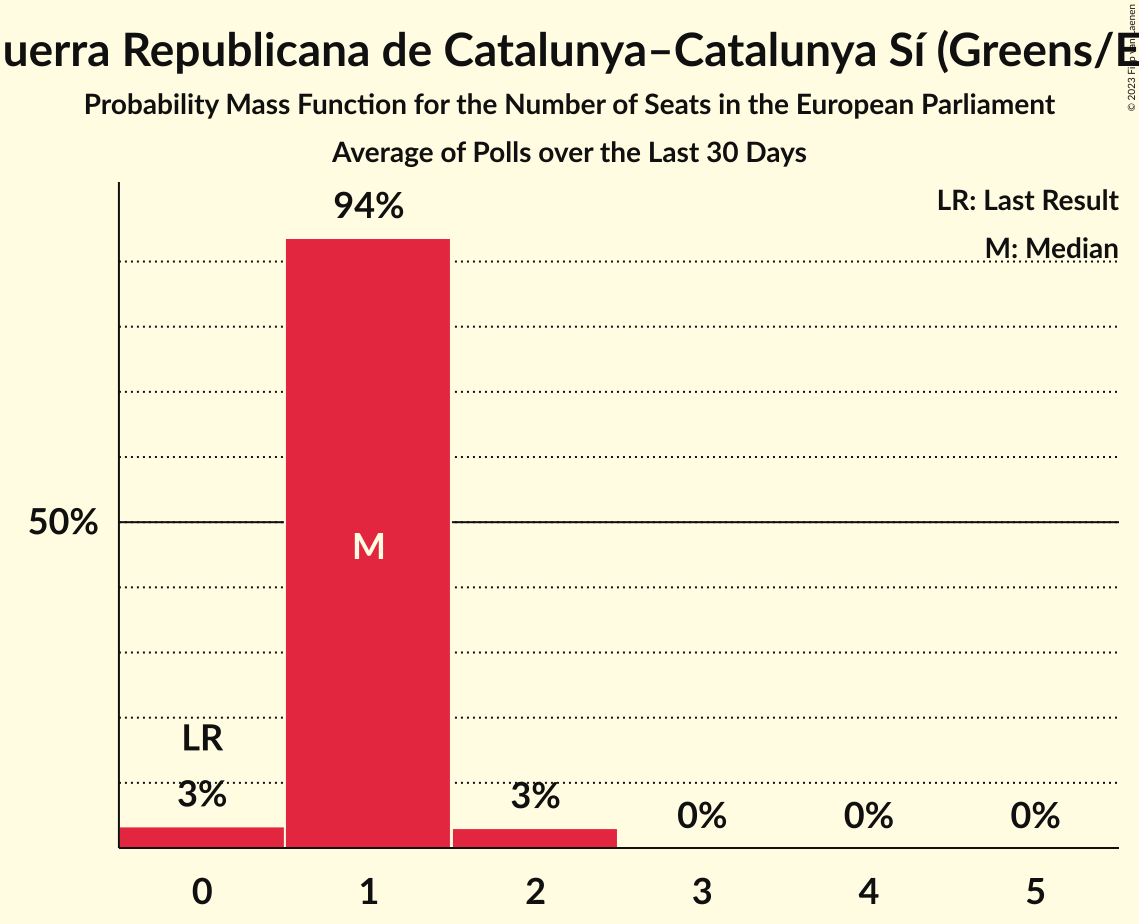 uerra Republicana de Catalunya–Catalunya Sí (Greens/E
Probability Mass Function for the Number of Seats in the European Parliament
Average of Polls over the Last 30 Days
LR: Last Result
M: Median
94%
50%
M
LR
3%
3%
0%
0%
0%
0 1 2 3 4 5
© 2023 Filip van Laenen